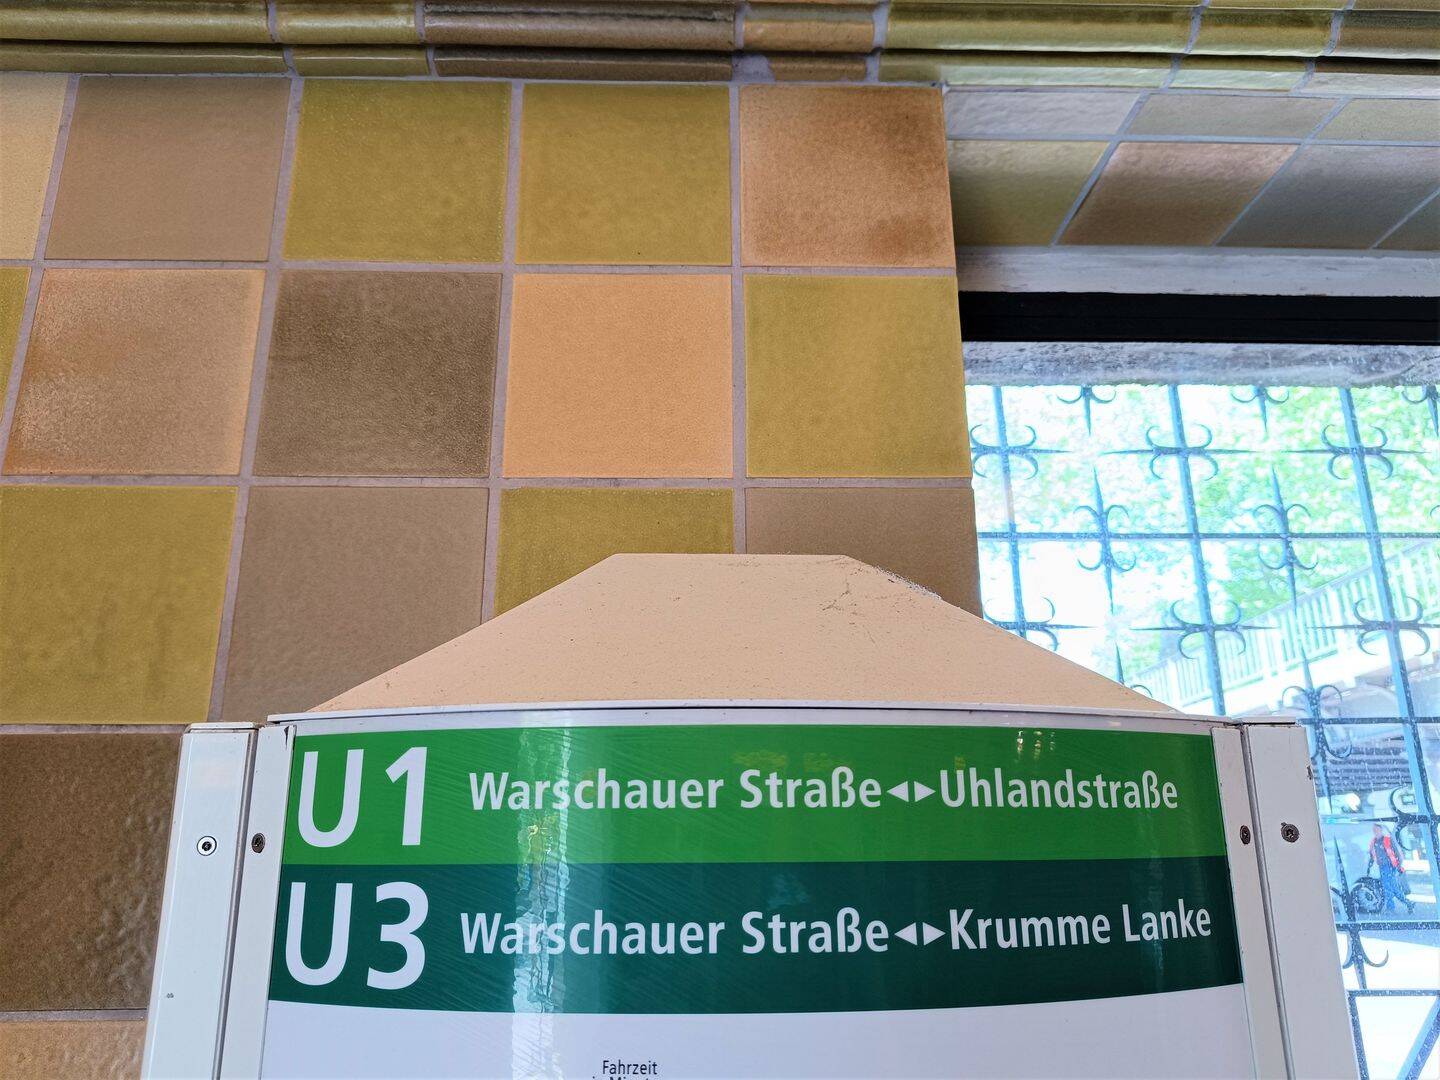 U1 Warschauer Straße◄►Uhlandstraße
U3 Warschauer Straße◄►Krumme Lanke
Fahrzeit